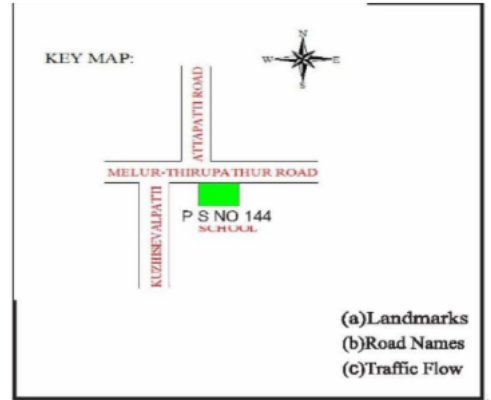 N
KEY MAP:
W E
S
ATTAPATTI ROAD
MELUR-THIRUPATHUR ROAD
KUZHISEVALPATTI
P S NO 144
SCHOOL
(a)Landmarks
(b)Road Names
(c)Traffic Flow